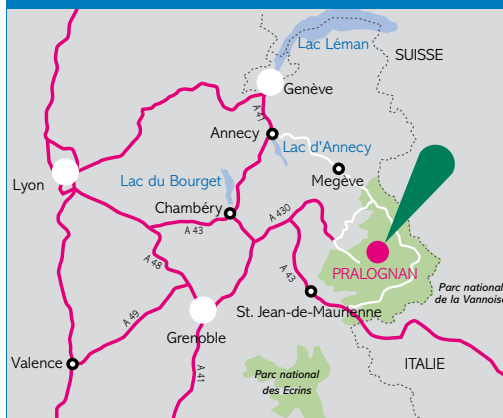 Lac Léman
SUISSE
Genève
A 41
Annecy
Lac d'Annecy
Lyon
Lac du Bourget
Megève
Chambéry
A 430
A 43
A 48
A 43
PRALOGNAN
Parc national
de la Vanoise
A 49
St. Jean-de-Maurienne
Grenoble
Valence
A 41
ITALIE
Parc national
des Ecrins